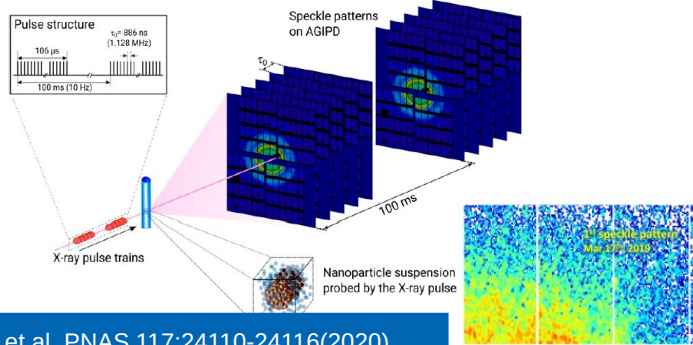 Pulse structure
τ₀= 886 ns
(1.128 MHz)
106 μs
100 ms (10 Hz)
Speckle patterns
on AGIPD
τ₀
100 ms
X-ray pulse trains
Nanoparticle suspension
probed by the X-ray pulse
1st speckle pattern
Mar 17th 2019
et al. PNAS 117:24110-24116(2020)